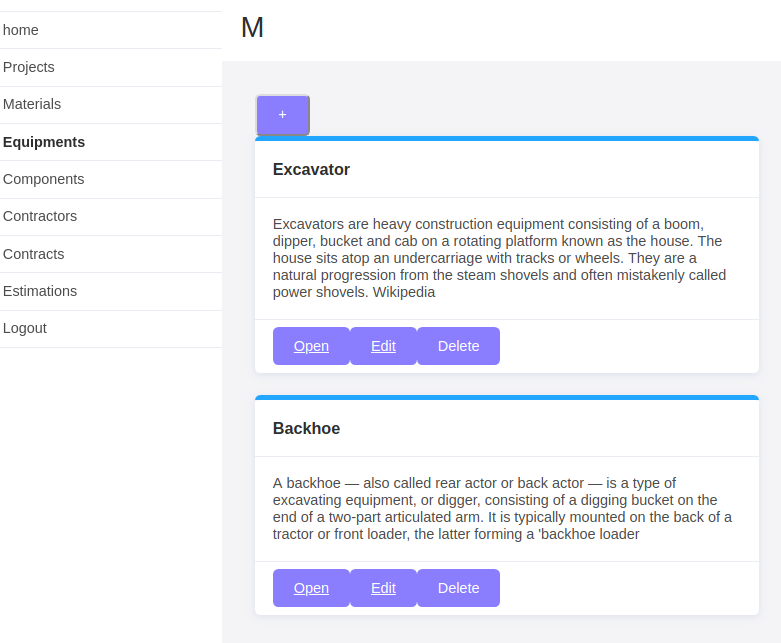 M
home
Projects
Materials
Equipments
Components
Contractors
Contracts
Estimations
Logout
+
Excavator
Excavators are heavy construction equipment consisting of a boom,
dipper, bucket and cab on a rotating platform known as the house. The
house sits atop an undercarriage with tracks or wheels. They are a
natural progression from the steam shovels and often mistakenly called
power shovels. Wikipedia
Open Edit Delete
Backhoe
A backhoe — also called rear actor or back actor — is a type of
excavating equipment, or digger, consisting of a digging bucket on the
end of a two-part articulated arm. It is typically mounted on the back of a
tractor or front loader, the latter forming a 'backhoe loader
Open Edit Delete